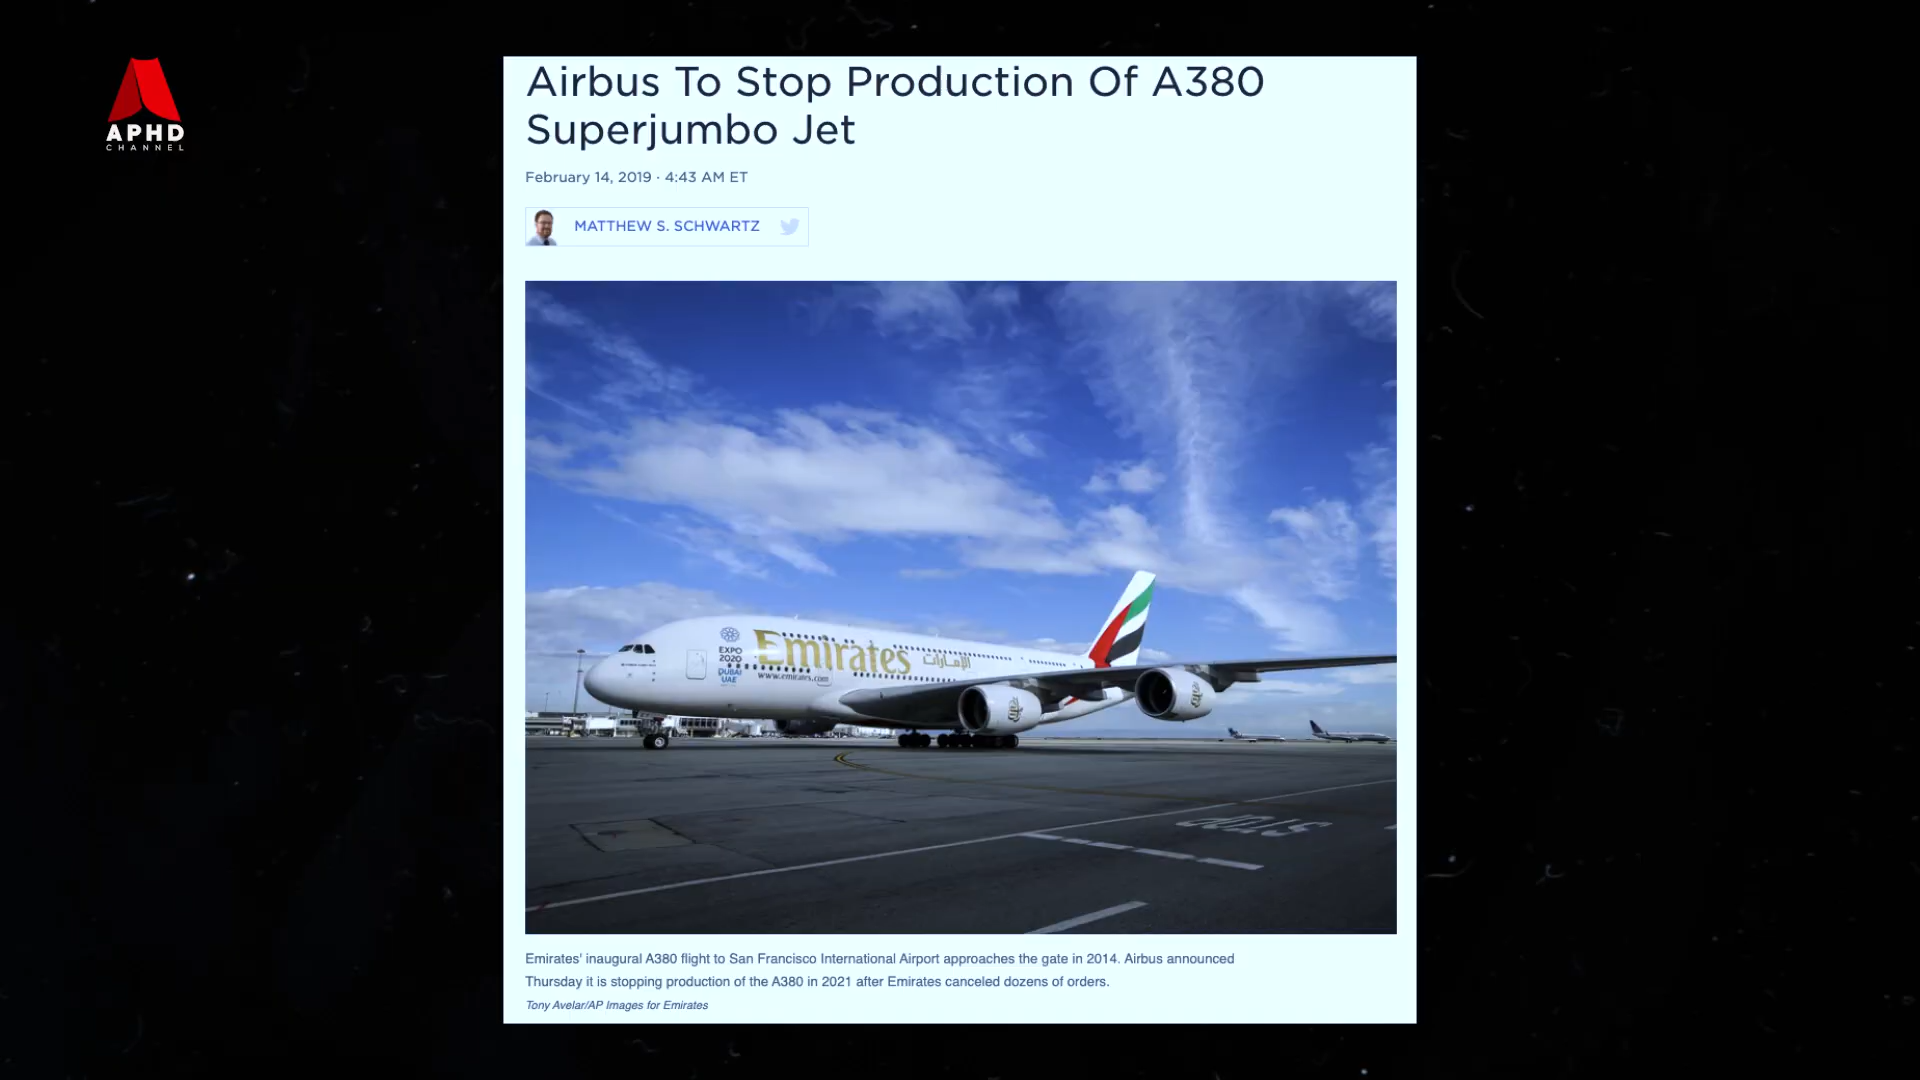 APHD
CHANNEL
Airbus To Stop Production Of A380
Superjumbo Jet
February 14, 2019 · 4:43 AM ET
MATTHEW S. SCHWARTZ
EXPO
2020
DUBAI
UAE
Emirates الإمارات
www.emirates.com
STOP
Emirates' inaugural A380 flight to San Francisco International Airport approaches the gate in 2014. Airbus announced
Thursday it is stopping production of the A380 in 2021 after Emirates canceled dozens of orders.
Tony Avelar/AP Images for Emirates